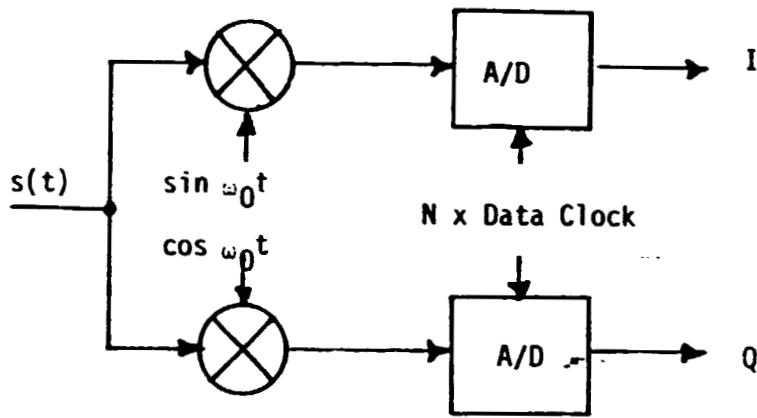 A/D
I
s(t)
sin ω0t
N x Data Clock
cos ω0t
A/D
Q